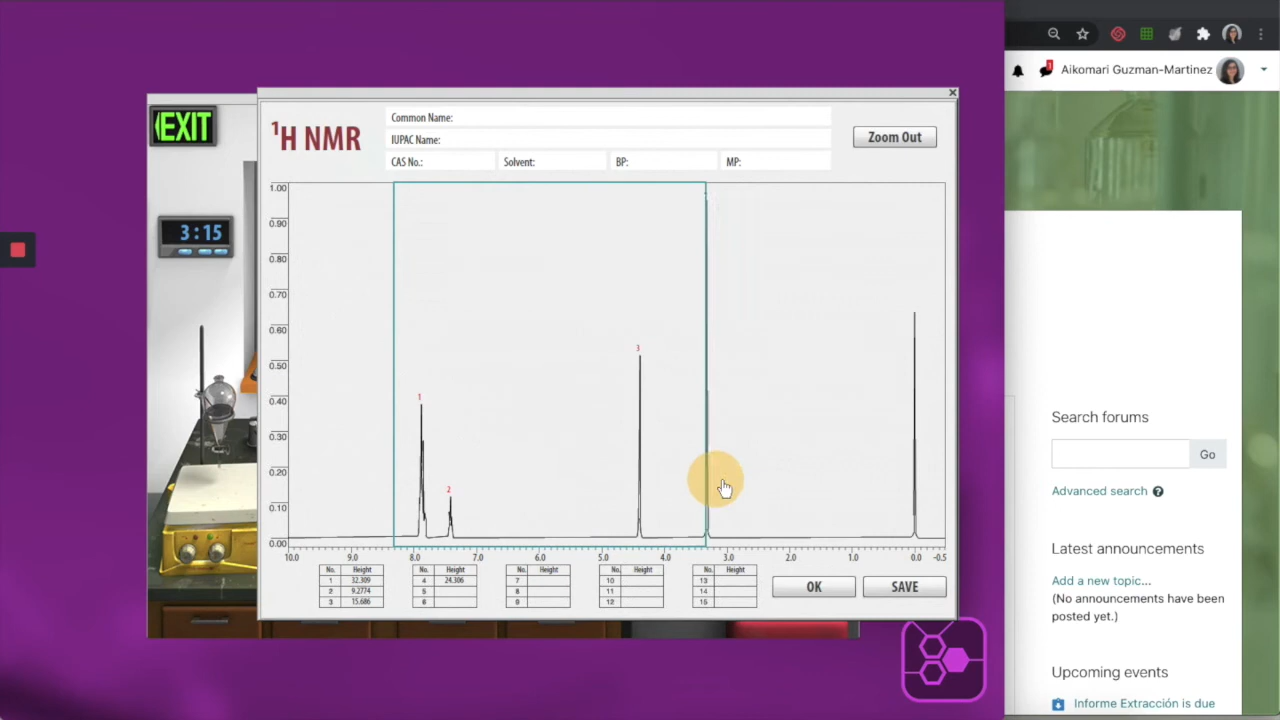 Aikomari Guzman-Martinez
EXIT
3:15
¹H NMR
Common Name:
IUPAC Name:
CAS No.: Solvent: BP: MP:
Zoom Out
1.00
0.90
0.80
0.70
0.60
0.50
0.40
0.30
0.20
0.10
0.00
1
2
3
10.0 9.0 8.0 7.0 6.0 5.0 4.0 3.0 2.0 1.0 0.0 -0.5
No. Height No. Height No. Height No. Height No. Height
1 32.309 4 24.306 7 10 13
2 9.2774 5 8 11 14
3 15.686 6 9 12 15
OK SAVE
Search forums
Go
Advanced search
Latest announcements
Add a new topic...
(No announcements have been
posted yet.)
Upcoming events
Informe Extracción is due